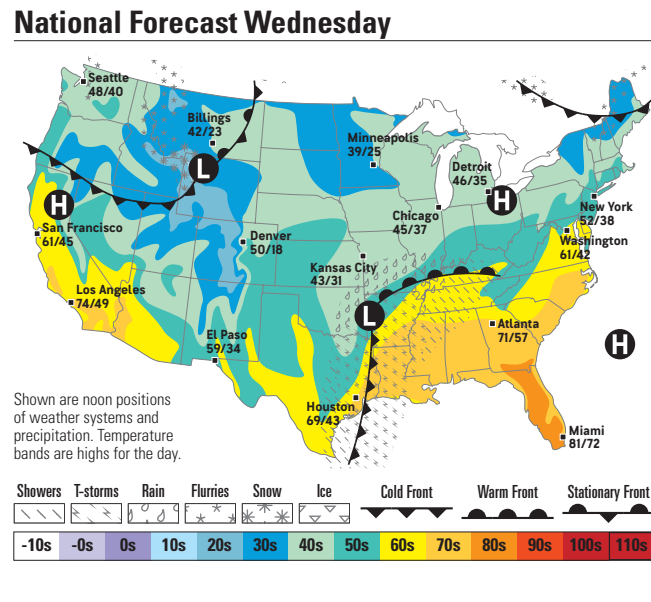 National Forecast Wednesday
Seattle
48/40
Billings
42/23
Minneapolis
39/25
L
Detroit
46/35
H
H
New York
52/38
Chicago
45/37
San Francisco
61/45
Denver
50/18
Washington
61/42
Kansas City
43/31
Los Angeles
74/49
L
Atlanta
71/57
El Paso
59/34
H
Shown are noon positions
of weather systems and
precipitation. Temperature
bands are highs for the day.
Houston
69/43
Miami
81/72
Showers T-storms Rain Flurries Snow Ice Cold Front Warm Front Stationary Front
-10s -0s 0s 10s 20s 30s 40s 50s 60s 70s 80s 90s 100s 110s